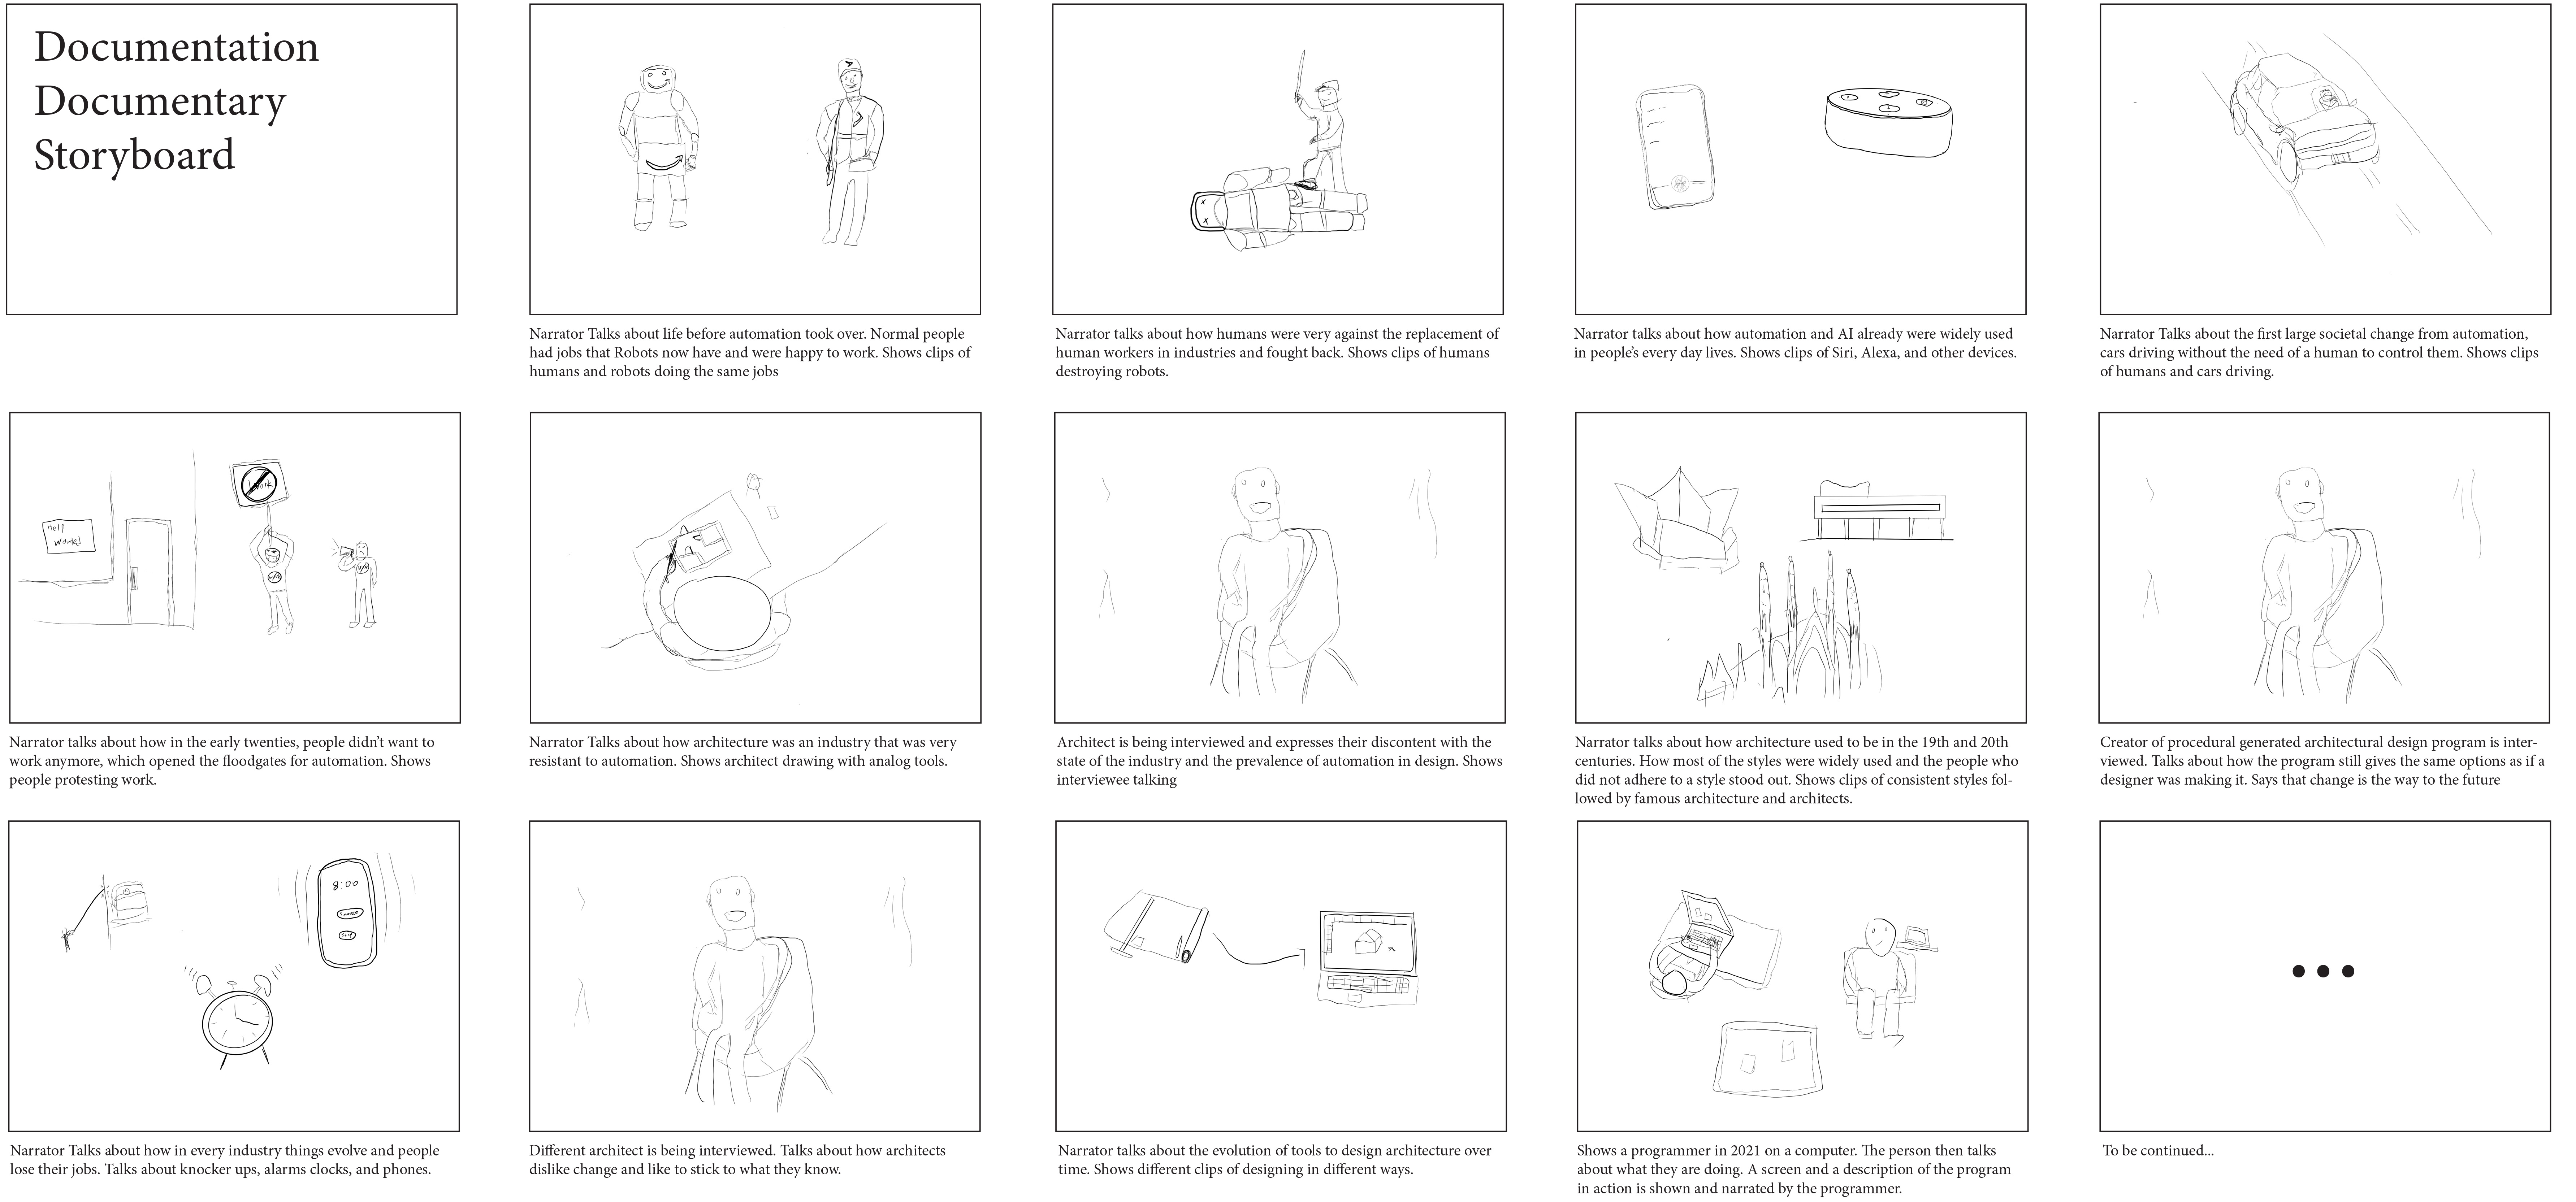 Documentation
Documentary
Storyboard
Narrator Talks about life before automation took over. Normal people
had jobs that Robots now have and were happy to work. Shows clips of
humans and robots doing the same jobs
Narrator talks about how humans were very against the replacement of
human workers in industries and fought back. Shows clips of humans
destroying robots.
Narrator talks about how automation and AI already were widely used
in people's every day lives. Shows clips of Siri, Alexa, and other devices.
Narrator Talks about the first large societal change from automation,
cars driving without the need of a human to control them. Shows clips
of humans and cars driving.
Help
Wanted
Work
Narrator talks about how in the early twenties, people didn't want to
work anymore, which opened the floodgates for automation. Shows
people protesting work.
Narrator Talks about how architecture was an industry that was very
resistant to automation. Shows architect drawing with analog tools.
Architect is being interviewed and expresses their discontent with the
state of the industry and the prevalence of automation in design. Shows
interviewee talking
Narrator talks about how architecture used to be in the 19th and 20th
centuries. How most of the styles were widely used and the people who
did not adhere to a style stood out. Shows clips of consistent styles fol-
lowed by famous architecture and architects.
Creator of procedural generated architectural design program is inter-
viewed. Talks about how the program still gives the same options as if a
designer was making it. Says that change is the way to the future
8:00
Snooze
Stop
Narrator Talks about how in every industry things evolve and people
lose their jobs. Talks about knocker ups, alarms clocks, and phones.
Different architect is being interviewed. Talks about how architects
dislike change and like to stick to what they know.
Narrator talks about the evolution of tools to design architecture over
time. Shows different clips of designing in different ways.
Shows a programmer in 2021 on a computer. The person then talks
about what they are doing. A screen and a description of the program
in action is shown and narrated by the programmer.
To be continued...